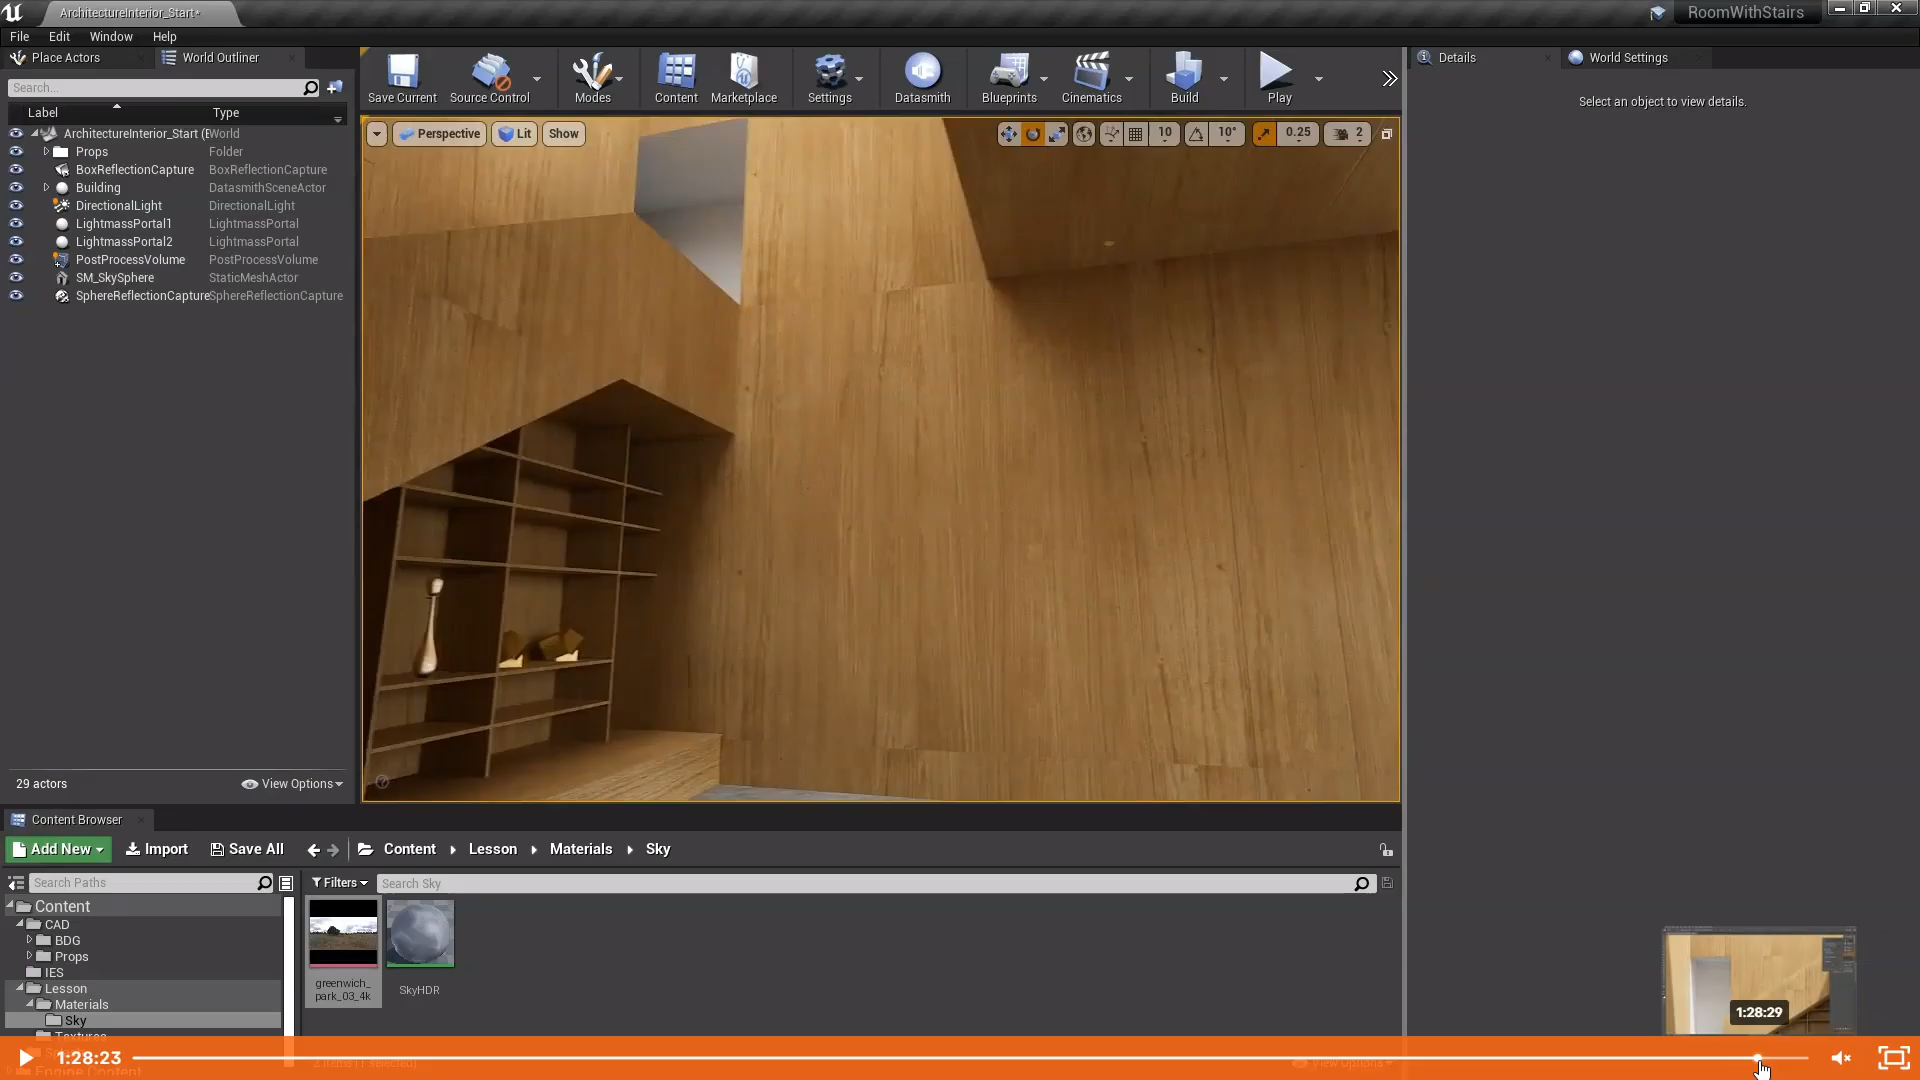 ArchitectureInterior_Start*
RoomWithStairs
File Edit Window Help
Place Actors
World Outliner
Search...
Label Type
ArchitectureInterior_Start (E World
Props Folder
BoxReflectionCapture BoxReflectionCapture
Building DatasmithSceneActor
DirectionalLight DirectionalLight
LightmassPortal1 LightmassPortal
LightmassPortal2 LightmassPortal
PostProcessVolume PostProcessVolume
SM_SkySphere StaticMeshActor
SphereReflectionCapture SphereReflectionCapture
29 actors
View Options
Save Current
Source Control
Modes
Content
Marketplace
Settings
Datasmith
Blueprints
Cinematics
Build
Play
Perspective
Lit
Show
10
10°
0.25
2
Details
World Settings
Select an object to view details.
Content Browser
Add New
Import
Save All
Content
Lesson
Materials
Sky
Search Paths
Filters
Search Sky
Content
CAD
BDG
Props
IES
Lesson
Materials
Sky
Textures
greenwich_
park_03_4k
SkyHDR
1:28:29
1:28:23
View Options
Engine Content